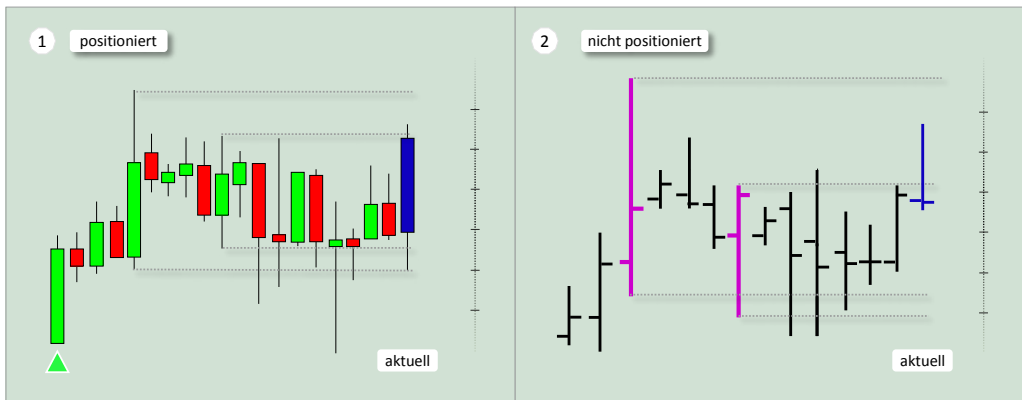 1
positioniert
2
nicht positioniert
aktuell
aktuell